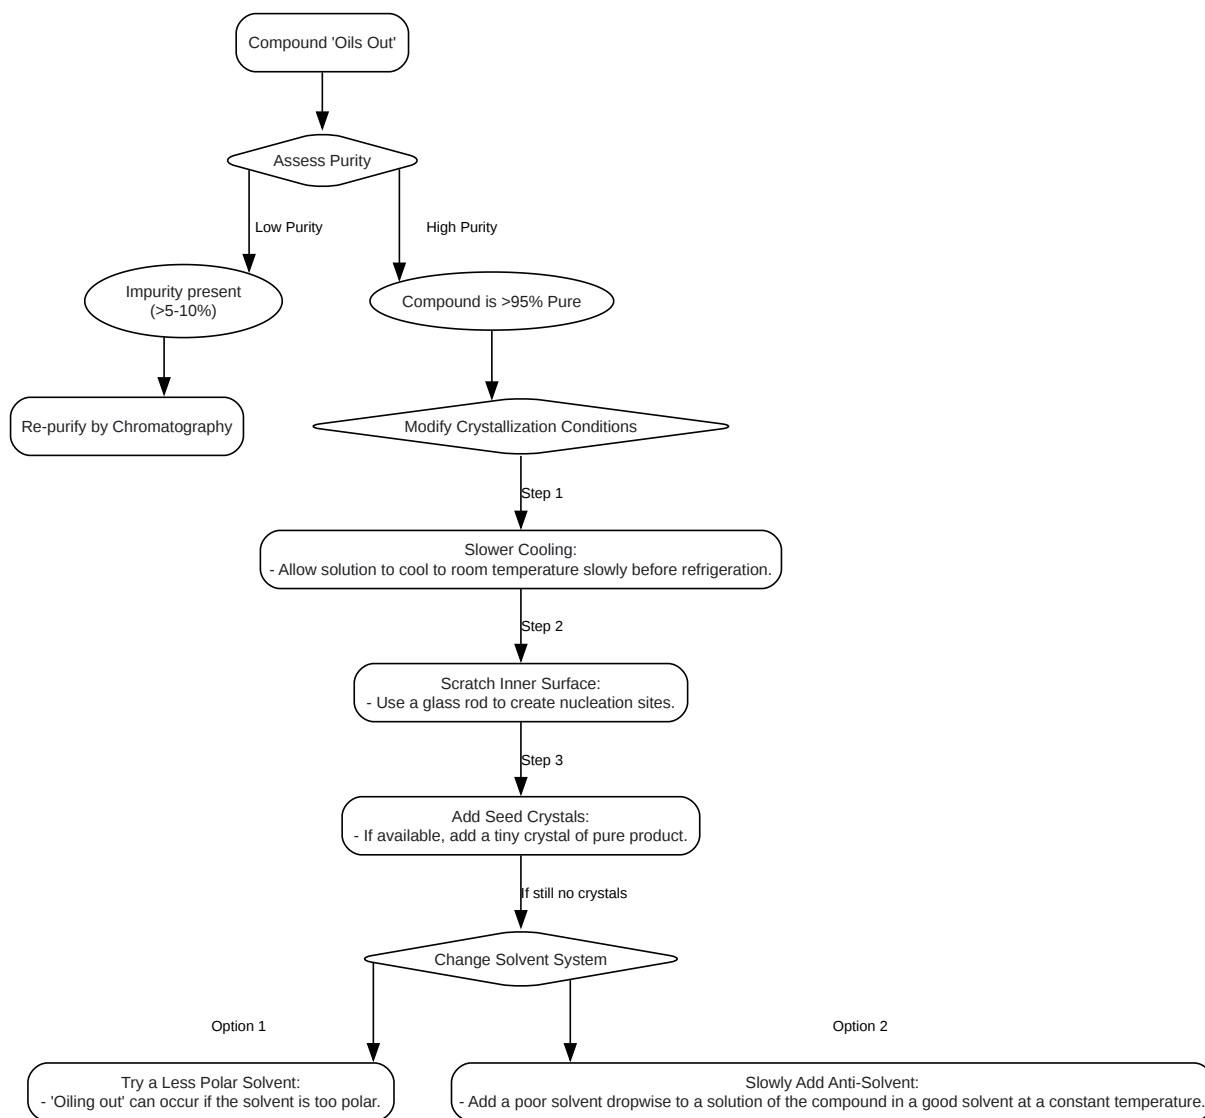 Compound 'Oils Out'
Assess Purity
Low Purity
High Purity
Impurity present
(>5-10%)
Compound is >95% Pure
Re-purify by Chromatography
Modify Crystallization Conditions
Step 1
Slower Cooling:
- Allow solution to cool to room temperature slowly before refrigeration.
Step 2
Scratch Inner Surface:
- Use a glass rod to create nucleation sites.
Step 3
Add Seed Crystals:
- If available, add a tiny crystal of pure product.
If still no crystals
Change Solvent System
Option 1
Option 2
Try a Less Polar Solvent:
- 'Oiling out' can occur if the solvent is too polar.
Slowly Add Anti-Solvent:
- Add a poor solvent dropwise to a solution of the compound in a good solvent at a constant temperature.